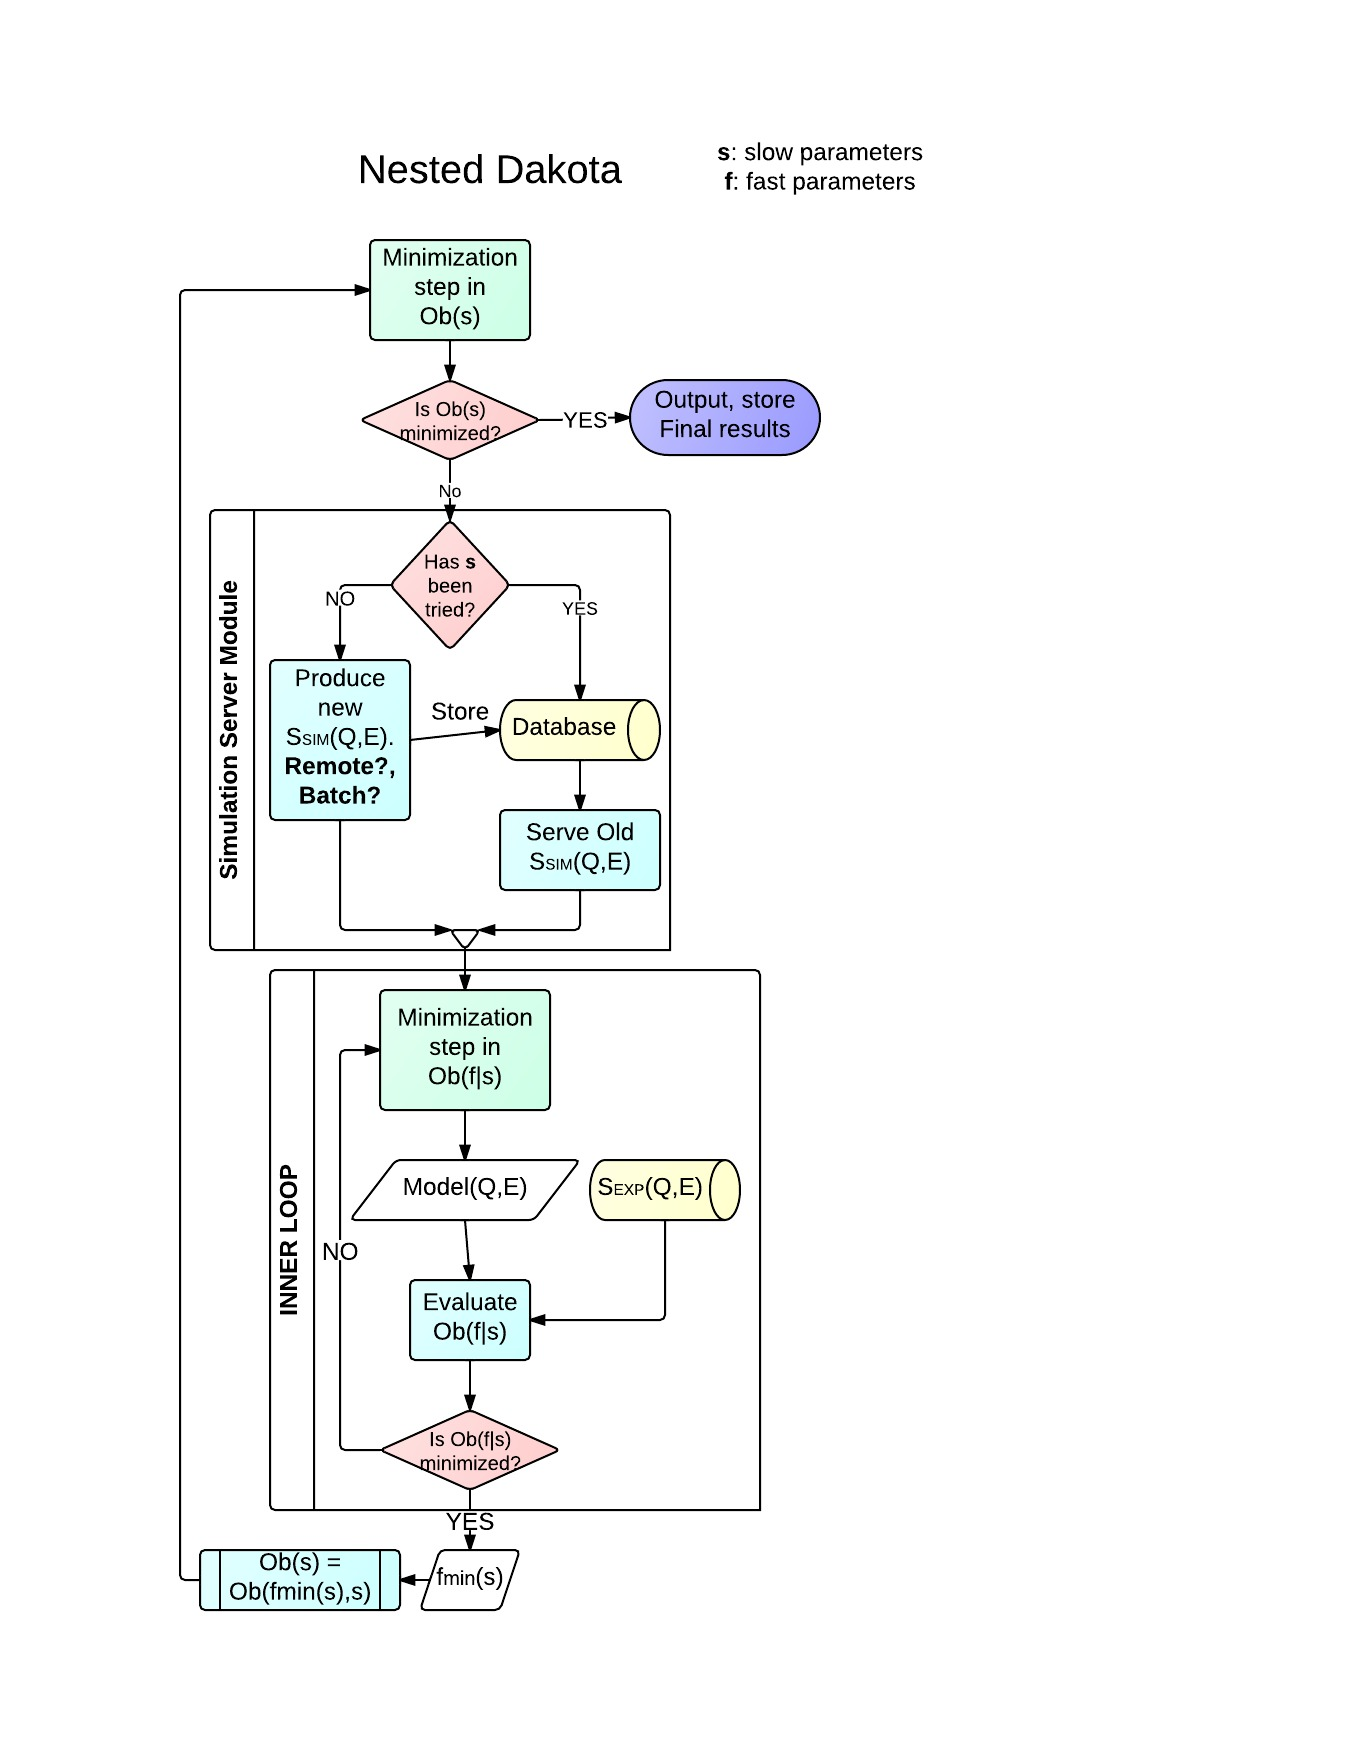 Nested Dakota
s: slow parameters
f: fast parameters
Minimization
step in
Ob(s)
Is Ob(s)
minimized?
YES
Output, store
Final results
No
Simulation Server Module
Has s
been
tried?
NO
YES
Produce
new
SSIM(Q,E).
Remote?,
Batch?
Store
Database
Serve Old
SSIM(Q,E)
INNER LOOP
Minimization
step in
Ob(f|s)
Model(Q,E)
SEXP(Q,E)
NO
Evaluate
Ob(f|s)
Is Ob(f|s)
minimized?
YES
Ob(s) =
Ob(fmin(s),s)
fmin(s)